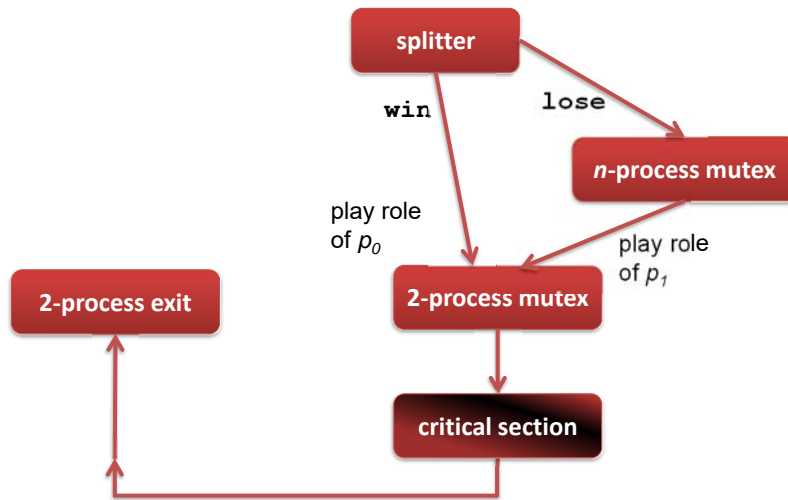 splitter
win
lose
n-process mutex
play role
of p0
play role
of p1
2-process exit
2-process mutex
critical section